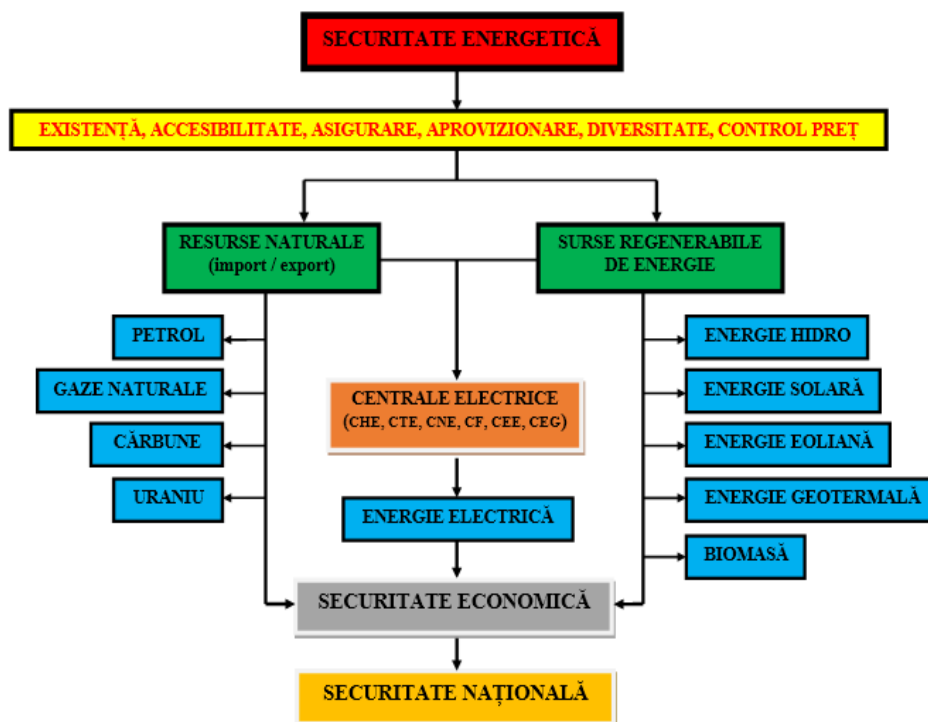 SECURITATE ENERGETICĂ
EXISTENȚĂ, ACCESIBILITATE, ASIGURARE, APROVIZIONARE, DIVERSITATE, CONTROL PREȚ
RESURSE NATURALE
(import / export)
SURSE REGENERABILE
DE ENERGIE
PETROL
GAZE NATURALE
CĂRBUNE
URANIU
CENTRALE ELECTRICE
(CHE, CTE, CNE, CF, CEE, CEG)
ENERGIE ELECTRICĂ
ENERGIE HIDRO
ENERGIE SOLARĂ
ENERGIE EOLIANĂ
ENERGIE GEOTERMALĂ
BIOMASĂ
SECURITATE ECONOMICĂ
SECURITATE NAȚIONALĂ